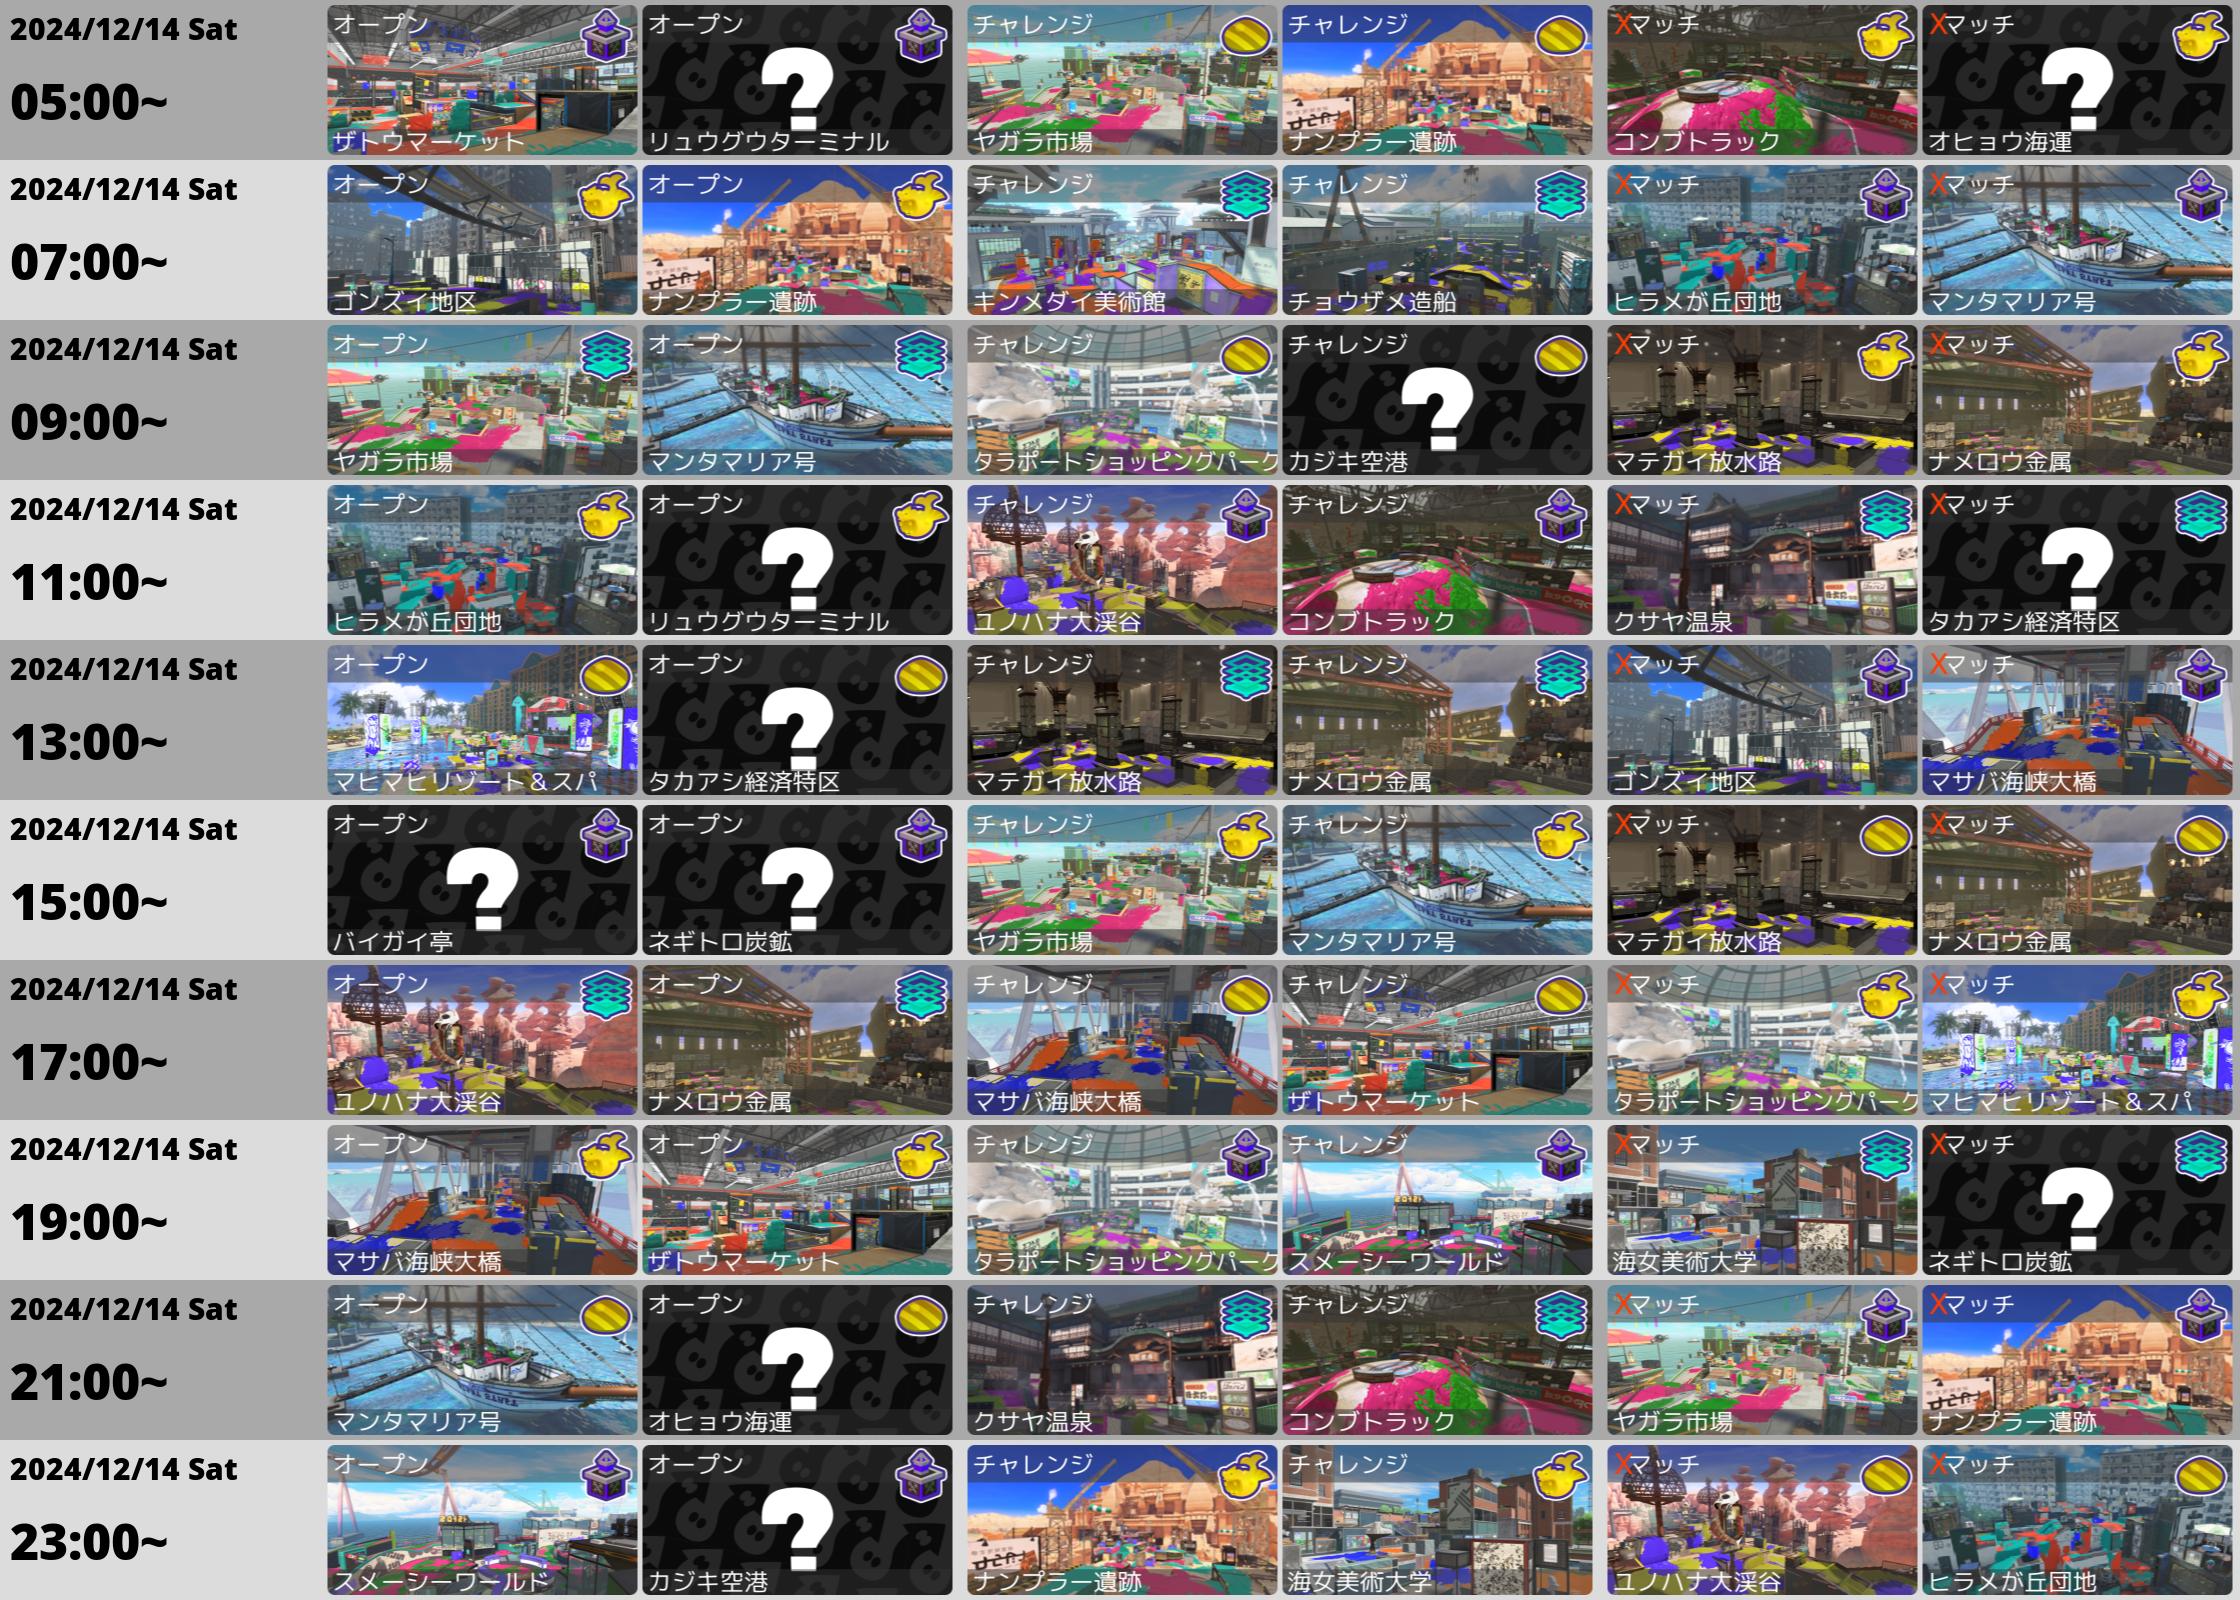 2024/12/14 Sat
05:00~
オープン
ザトウマーケット
オープン
リュウグウターミナル
チャレンジ
ヤガラ市場
チャレンジ
ナンプラー遺跡
Xマッチ
コンブトラック
Xマッチ
オヒョウ海運
2024/12/14 Sat
07:00~
オープン
ゴンズイ地区
オープン
ナンプラー遺跡
チャレンジ
キンメダイ美術館
チャレンジ
チョウザメ造船
Xマッチ
ヒラメが丘団地
Xマッチ
マンタマリア号
2024/12/14 Sat
09:00~
オープン
ヤガラ市場
オープン
マンタマリア号
チャレンジ
タラポートショッピングパーク
チャレンジ
カジキ空港
Xマッチ
マテガイ放水路
Xマッチ
ナメロウ金属
2024/12/14 Sat
11:00~
オープン
ヒラメが丘団地
オープン
リュウグウターミナル
チャレンジ
ユノハナ大渓谷
チャレンジ
コンブトラック
Xマッチ
クサヤ温泉
Xマッチ
タカアシ経済特区
2024/12/14 Sat
13:00~
オープン
マヒマヒリゾート＆スパ
オープン
タカアシ経済特区
チャレンジ
マテガイ放水路
チャレンジ
ナメロウ金属
Xマッチ
ゴンズイ地区
Xマッチ
マサバ海峡大橋
2024/12/14 Sat
15:00~
オープン
バイガイ亭
オープン
ネギトロ炭鉱
チャレンジ
ヤガラ市場
チャレンジ
マンタマリア号
Xマッチ
マテガイ放水路
Xマッチ
ナメロウ金属
2024/12/14 Sat
17:00~
オープン
ユノハナ大渓谷
オープン
ナメロウ金属
チャレンジ
マサバ海峡大橋
チャレンジ
ザトウマーケット
Xマッチ
タラポートショッピングパーク
Xマッチ
マヒマヒリゾート＆スパ
2024/12/14 Sat
19:00~
オープン
マサバ海峡大橋
オープン
ザトウマーケット
チャレンジ
タラポートショッピングパーク
チャレンジ
スメーシーワールド
Xマッチ
海女美術大学
Xマッチ
ネギトロ炭鉱
2024/12/14 Sat
21:00~
オープン
マンタマリア号
オープン
オヒョウ海運
チャレンジ
クサヤ温泉
チャレンジ
コンブトラック
Xマッチ
ヤガラ市場
Xマッチ
ナンプラー遺跡
2024/12/14 Sat
23:00~
オープン
スメーシーワールド
オープン
カジキ空港
チャレンジ
ナンプラー遺跡
チャレンジ
海女美術大学
Xマッチ
ユノハナ大渓谷
Xマッチ
ヒラメが丘団地